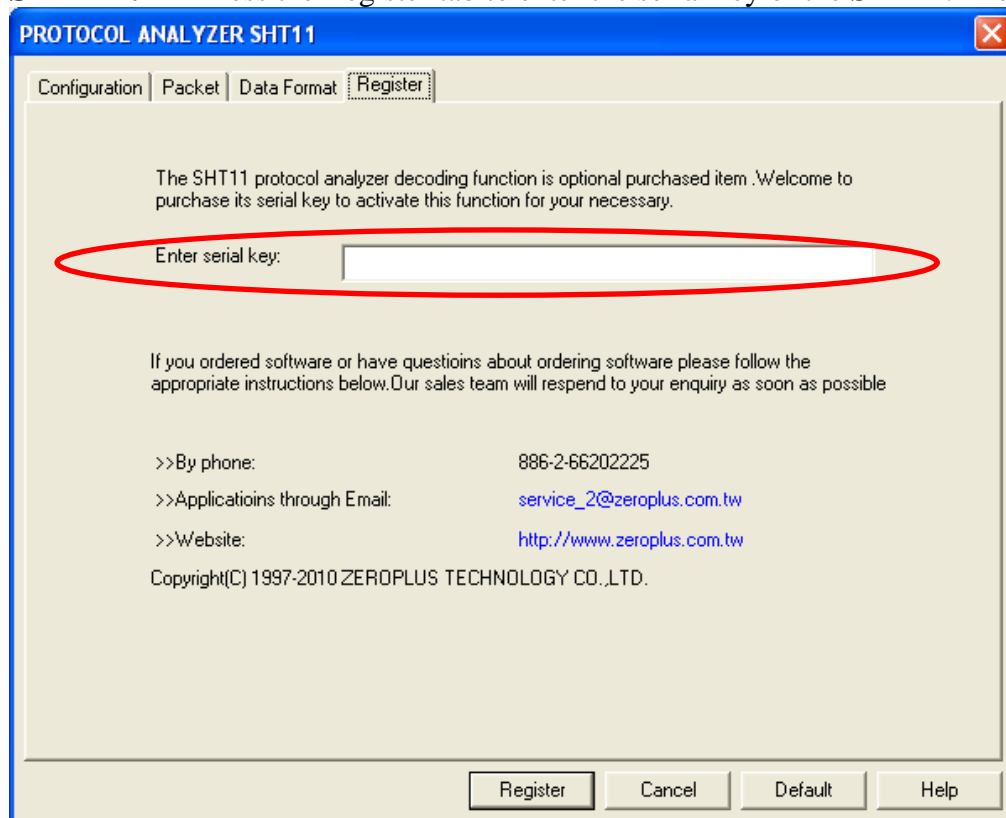 PROTOCOL ANALYZER SHT11
Configuration Packet Data Format Register
The SHT11 protocol analyzer decoding function is optional purchased item .Welcome to
purchase its serial key to activate this function for your necessary.
Enter serial key:
If you ordered software or have questioins about ordering software please follow the
appropriate instructions below.Our sales team will respend to your enquiry as soon as possible
>>By phone: 886-2-66202225
>>Applicatioins through Email: service_2@zeroplus.com.tw
>>Website: http://www.zeroplus.com.tw
Copyright(C) 1997-2010 ZEROPLUS TECHNOLOGY CO.,LTD.
Register Cancel Default Help